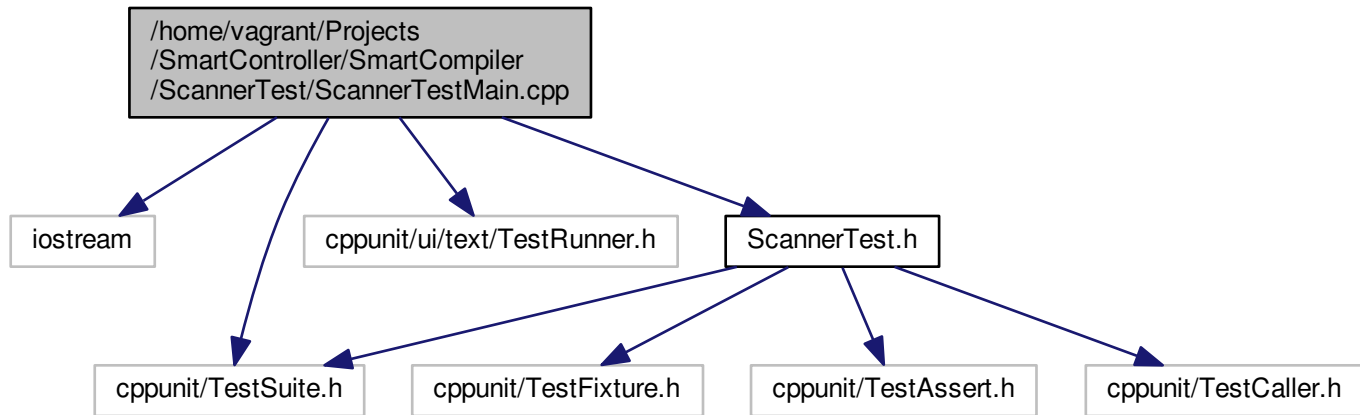 /home/vagrant/Projects
/SmartController/SmartCompiler
/ScannerTest/ScannerTestMain.cpp
iostream
cppunit/ui/text/TestRunner.h
ScannerTest.h
cppunit/TestSuite.h
cppunit/TestFixture.h
cppunit/TestAssert.h
cppunit/TestCaller.h